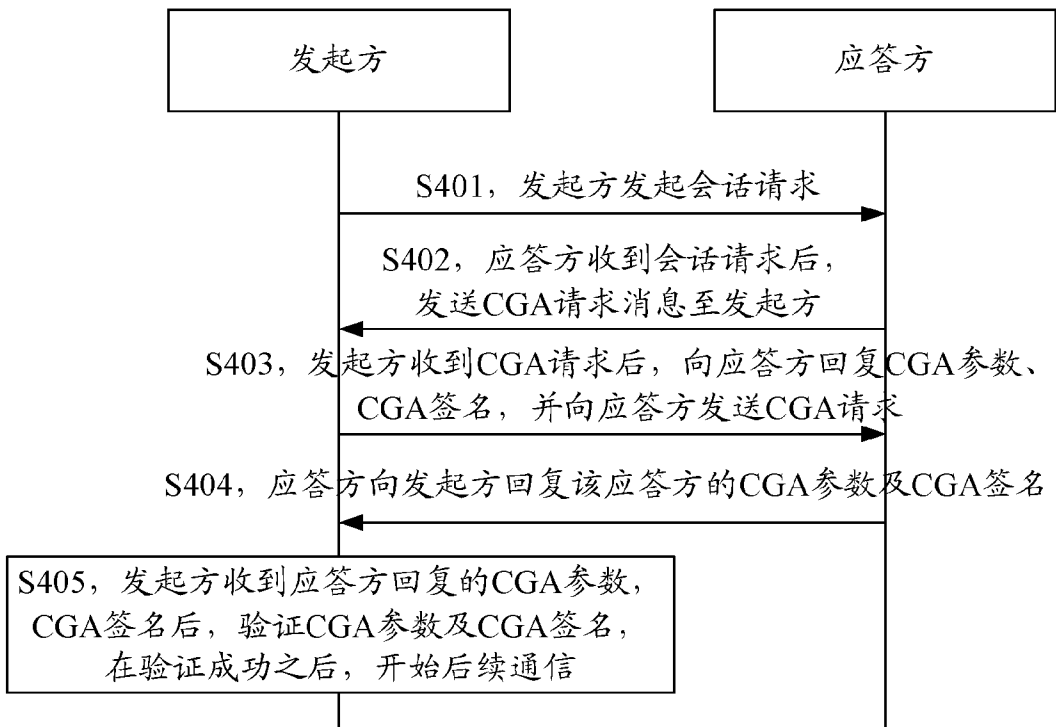 发起方
应答方
S401，发起方发起会话请求
S402，应答方收到会话请求后，
发送CGA请求消息至发起方
S403，发起方收到CGA请求后，向应答方回复CGA参数、
CGA签名，并向应答方发送CGA请求
S404，应答方向发起方回复该应答方的CGA参数及CGA签名
S405，发起方收到应答方回复的CGA参数，
CGA签名后，验证CGA参数及CGA签名，
在验证成功之后，开始后续通信